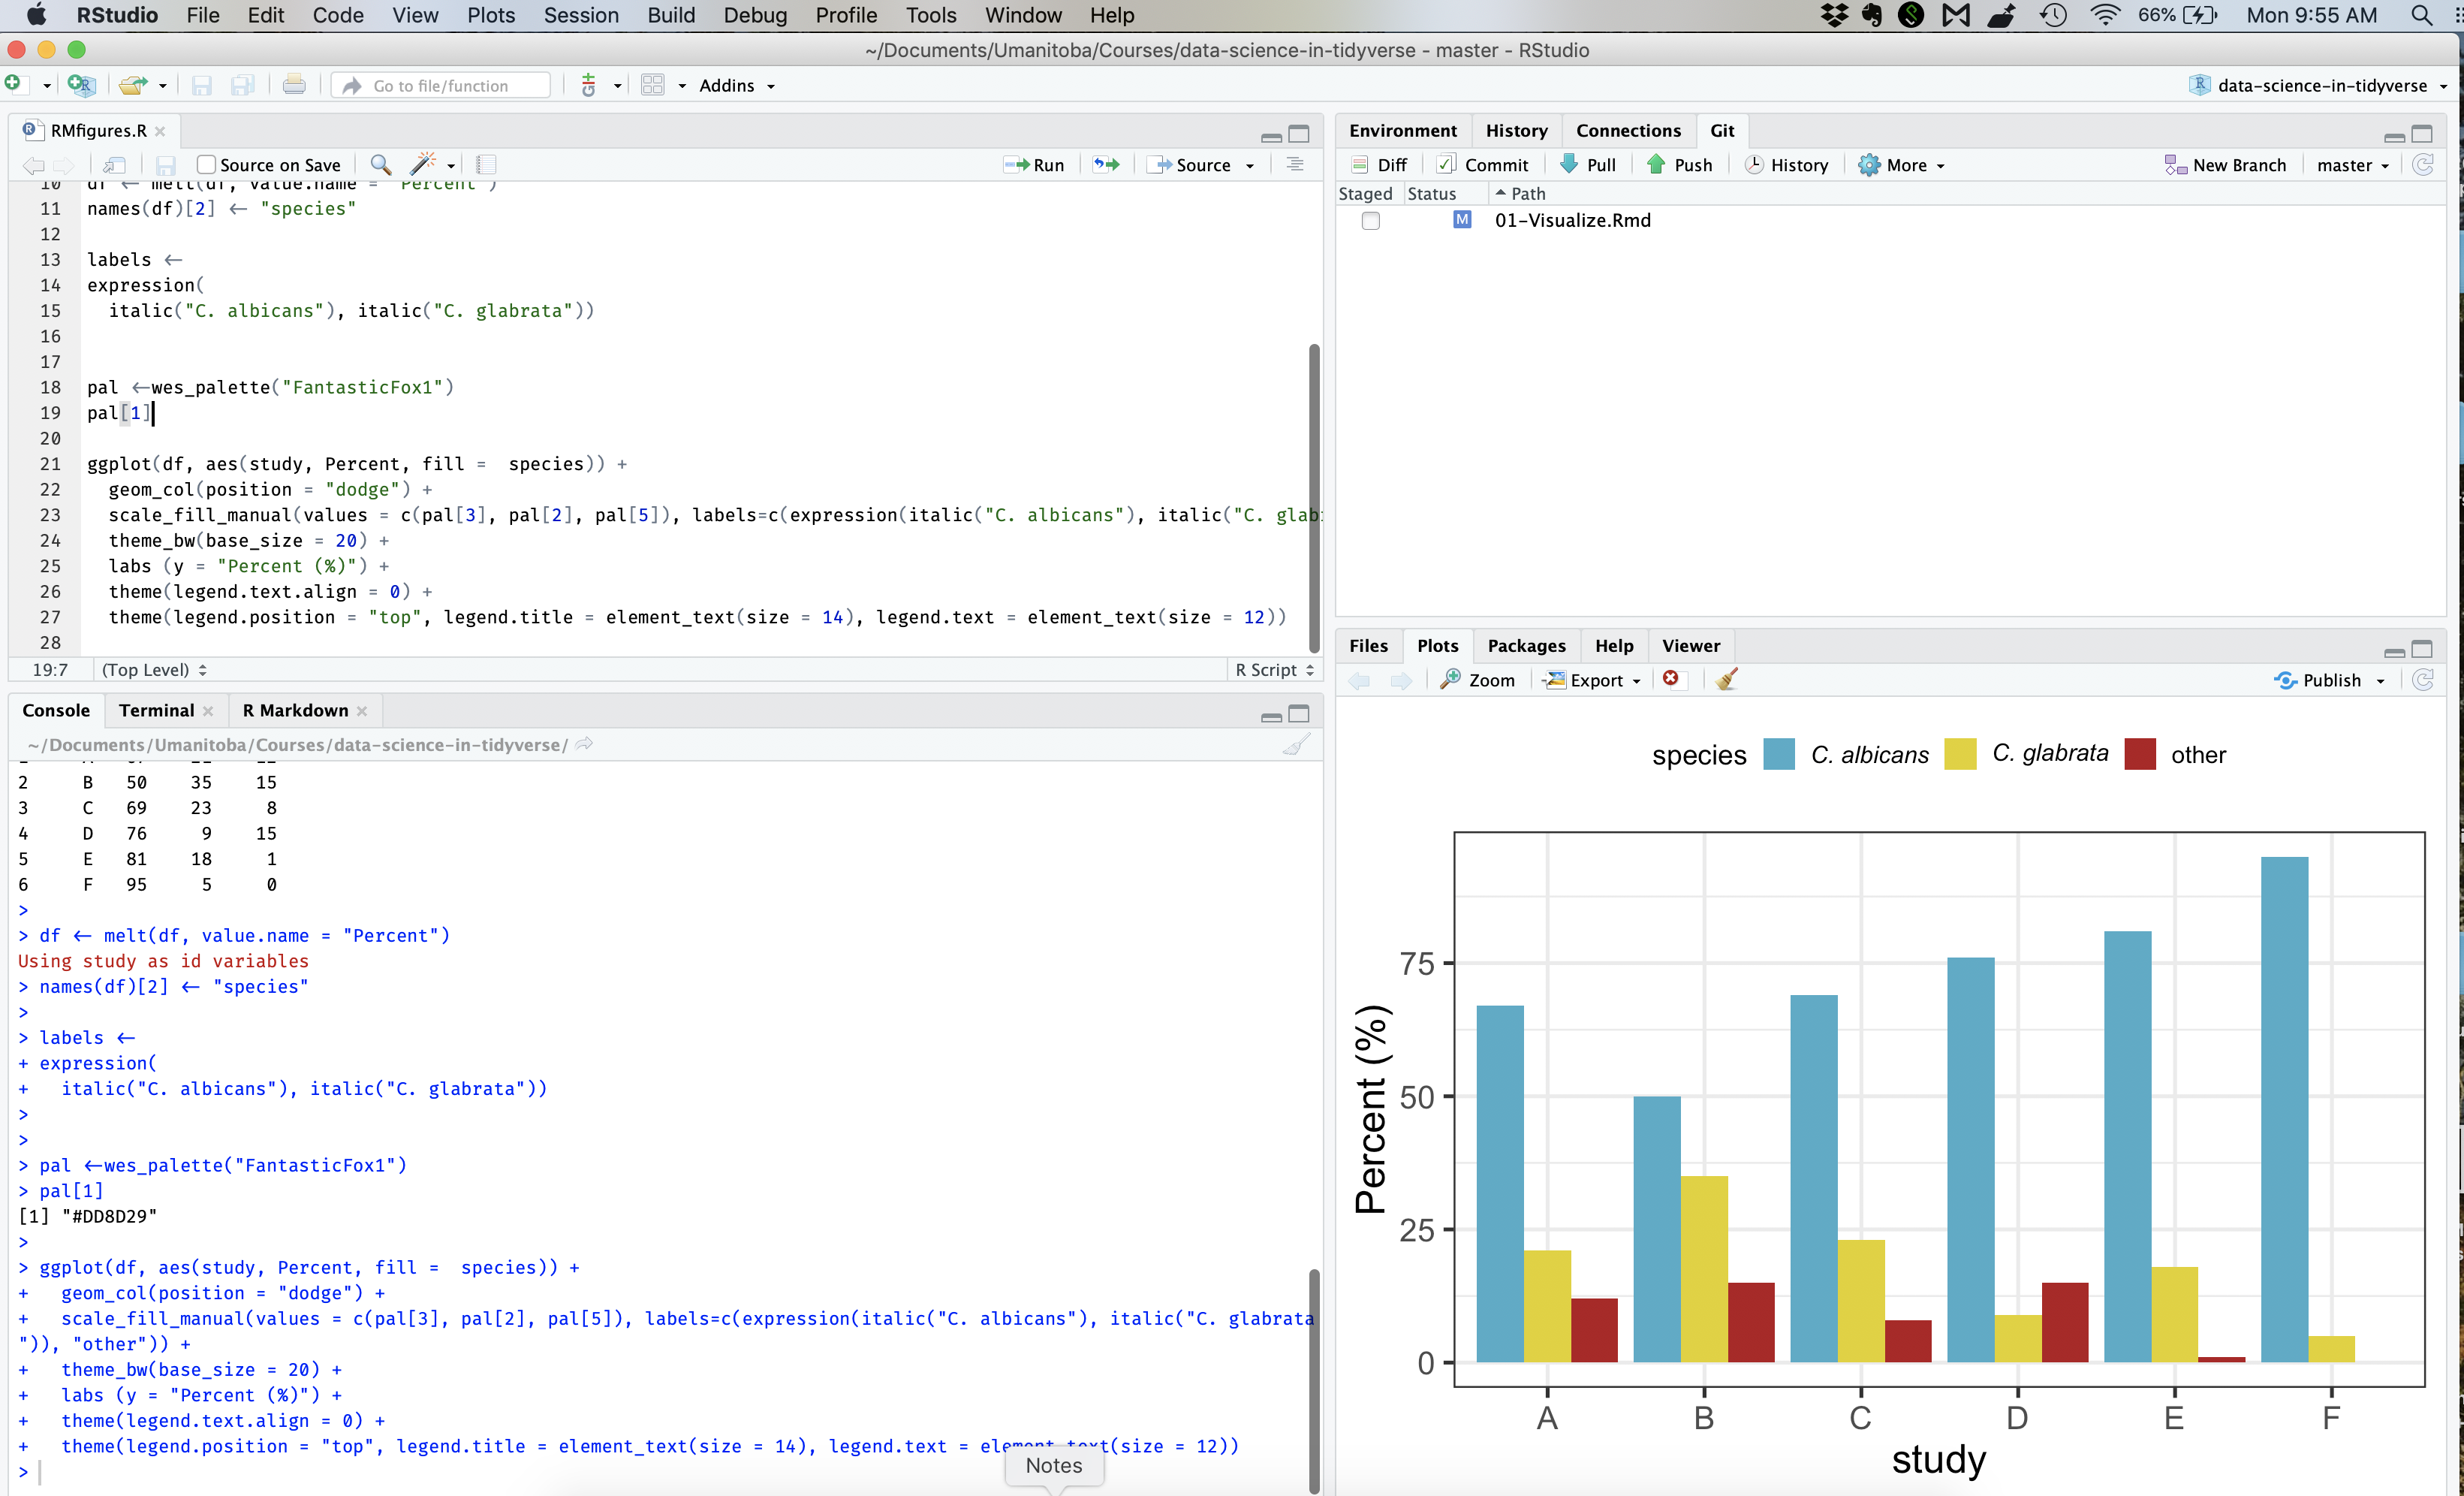 RStudio File Edit Code View Plots Session Build Debug Profile Tools Window Help 66% Mon 9:55 AM
~/Documents/Umanitoba/Courses/data-science-in-tidyverse - master - RStudio
Go to file/function Addins data-science-in-tidyverse
RMfigures.R
Source on Save Run Source
10 df <- melt(df, value.name = "Percent")
11 names(df)[2] <- "species"
12
13 labels <-
14 expression(
15   italic("C. albicans"), italic("C. glabrata"))
16
17
18 pal <-wes_palette("FantasticFox1")
19 pal[1]
20
21 ggplot(df, aes(study, Percent, fill =  species)) +
22   geom_col(position = "dodge") +
23   scale_fill_manual(values = c(pal[3], pal[2], pal[5]), labels=c(expression(italic("C. albicans"), italic("C. glab
24   theme_bw(base_size = 20) +
25   labs (y = "Percent (%)") +
26   theme(legend.text.align = 0) +
27   theme(legend.position = "top", legend.title = element_text(size = 14), legend.text = element_text(size = 12))
28
19:7 (Top Level) R Script
Console Terminal R Markdown
~/Documents/Umanitoba/Courses/data-science-in-tidyverse/
2 B 50 35 15
3 C 69 23 8
4 D 76 9 15
5 E 81 18 1
6 F 95 5 0
>
> df <- melt(df, value.name = "Percent")
Using study as id variables
> names(df)[2] <- "species"
>
> labels <-
+ expression(
+   italic("C. albicans"), italic("C. glabrata"))
>
>
> pal <-wes_palette("FantasticFox1")
> pal[1]
[1] "#DD8D29"
>
> ggplot(df, aes(study, Percent, fill =  species)) +
+   geom_col(position = "dodge") +
+   scale_fill_manual(values = c(pal[3], pal[2], pal[5]), labels=c(expression(italic("C. albicans"), italic("C. glabrata
")), "other")) +
+   theme_bw(base_size = 20) +
+   labs (y = "Percent (%)") +
+   theme(legend.text.align = 0) +
+   theme(legend.position = "top", legend.title = element_text(size = 14), legend.text = element_text(size = 12))
>
Notes
Environment History Connections Git
Diff Commit Pull Push History More New Branch master
Staged Status Path
M 01-Visualize.Rmd
Files Plots Packages Help Viewer
Zoom Export Publish
species C. albicans C. glabrata other
Percent (%)
75
50
25
0
A B C D E F
study